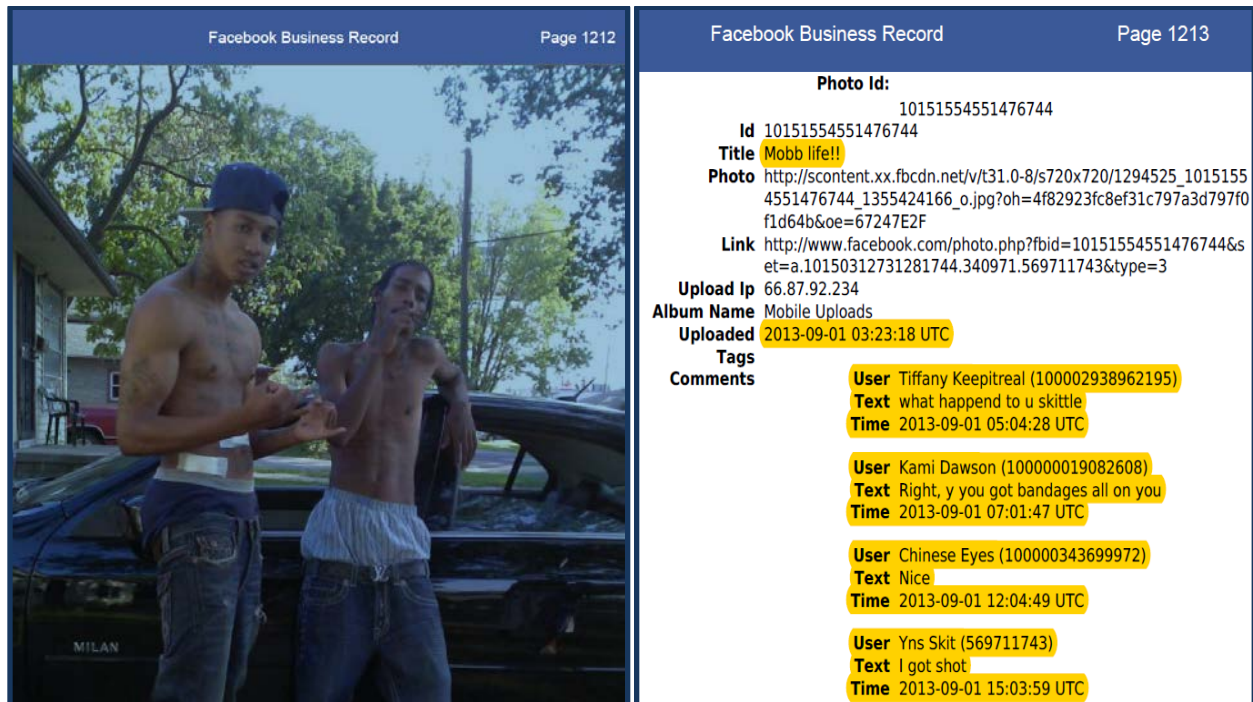 Facebook Business Record Page 1212
MILAN
Facebook Business Record Page 1213
Photo Id:
10151554551476744
Id 10151554551476744
Title Mobb life!!
Photo http://scontent.xx.fbcdn.net/v/t31.0-8/s720x720/1294525_1015155
4551476744_1355424166_o.jpg?oh=4f82923fc8ef31c797a3d797f0
f1d64b&oe=67247E2F
Link http://www.facebook.com/photo.php?fbid=10151554551476744&s
et=a.10150312731281744.340971.569711743&type=3
Upload Ip 66.87.92.234
Album Name Mobile Uploads
Uploaded 2013-09-01 03:23:18 UTC
Tags
Comments User Tiffany Keepitreal (100002938962195)
Text what happend to u skittle
Time 2013-09-01 05:04:28 UTC
User Kami Dawson (100000019082608)
Text Right, y you got bandages all on you
Time 2013-09-01 07:01:47 UTC
User Chinese Eyes (100000343699972)
Text Nice
Time 2013-09-01 12:04:49 UTC
User Yns Skit (569711743)
Text I got shot
Time 2013-09-01 15:03:59 UTC